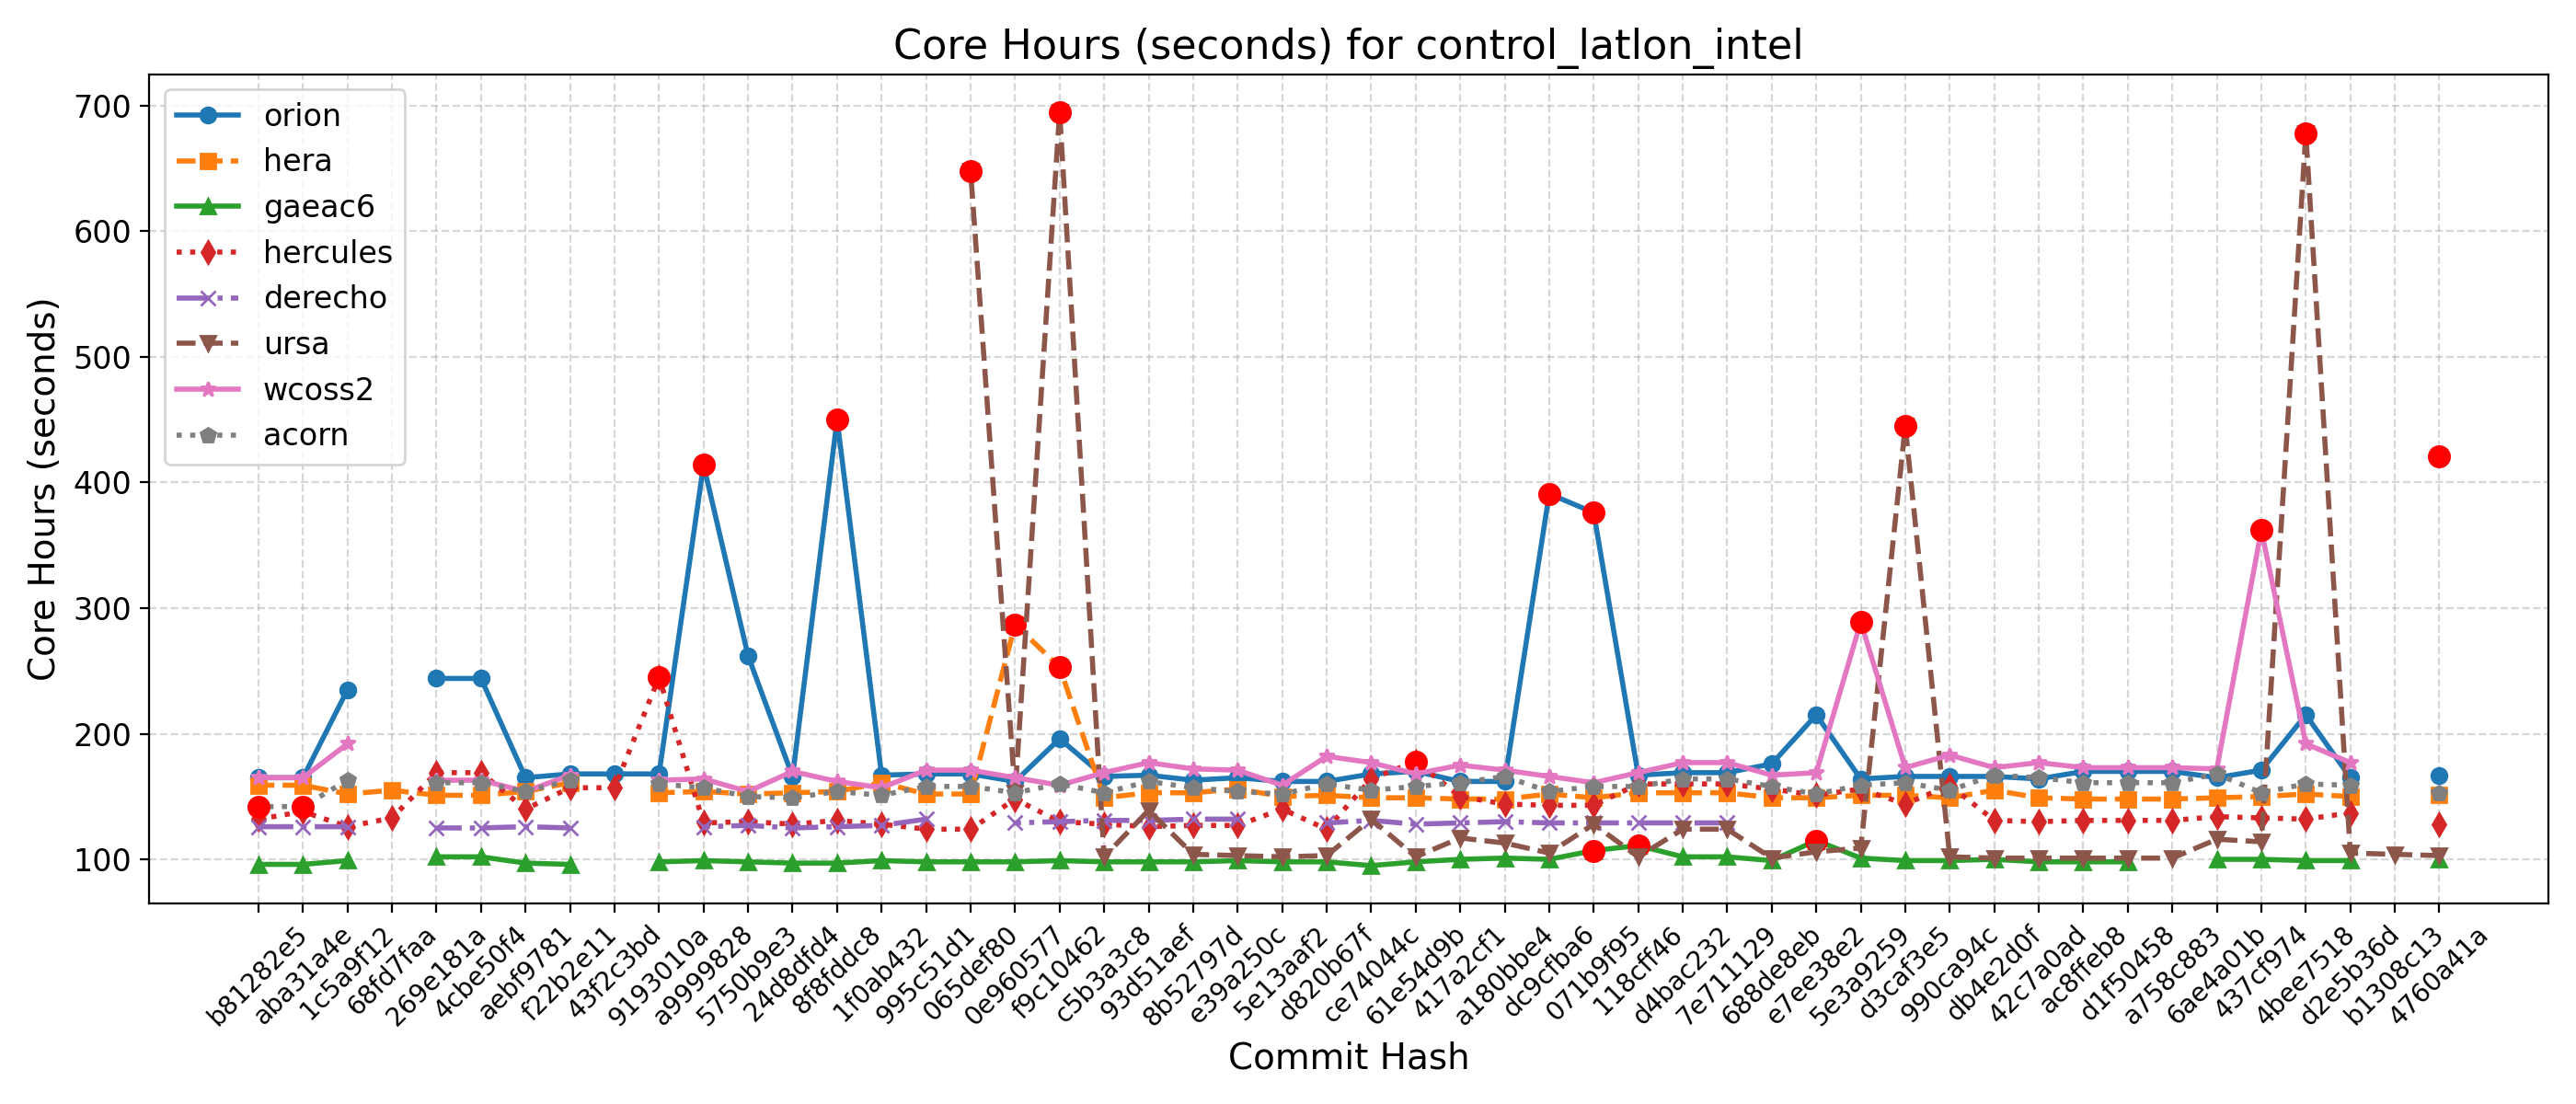 Core Hours (seconds) for control_latlon_intel
Core Hours (seconds)
700
600
500
400
300
200
100
orion
hera
gaeac6
hercules
derecho
ursa
wcoss2
acorn
b81282e5
aba31a4e
1c5a9f12
68fd7faa
269e181a
4cbe50f4
aebf9781
f22b2e11
43f2c3bd
9193010a
a9999828
5750b9e3
24d8dfd4
8f8fddc8
1f0ab432
995c51d1
065def80
0e960577
f9c10462
c5b3a3c8
93d51aef
8b52797d
e39a250c
5e13aaf2
d820b67f
ce74044c
61e54d9b
417a2cf1
a180bbe4
dc9cfba6
071b9f95
118cff46
d4bac232
7e711129
688de8eb
e7ee38e2
5e3a9259
d3caf3e5
990ca94c
db4e2d0f
42c7a0ad
ac8ffeb8
d1f50458
a758c883
6ae4a01b
437cf974
4bee7518
d2e5b36d
b1308c13
4760a41a
Commit Hash